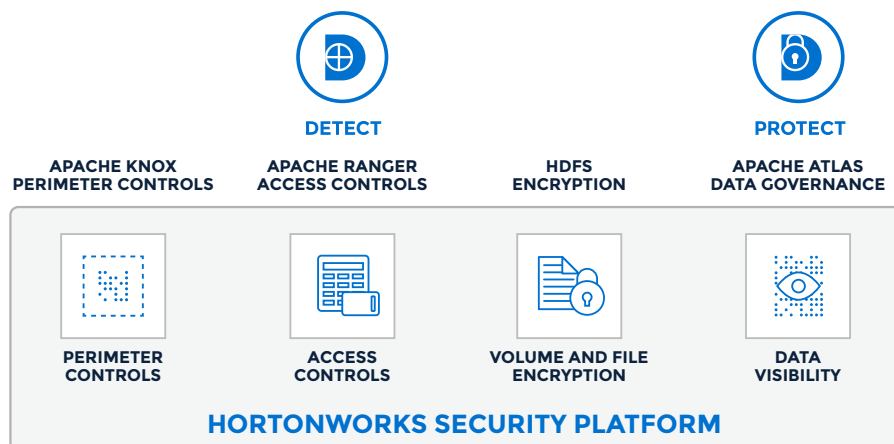 DETECT
PROTECT
APACHE KNOX
PERIMETER CONTROLS
APACHE RANGER
ACCESS CONTROLS
HDFS
ENCRYPTION
APACHE ATLAS
DATA GOVERNANCE
PERIMETER
CONTROLS
ACCESS
CONTROLS
VOLUME AND FILE
ENCRYPTION
DATA
VISIBILITY
HORTONWORKS SECURITY PLATFORM